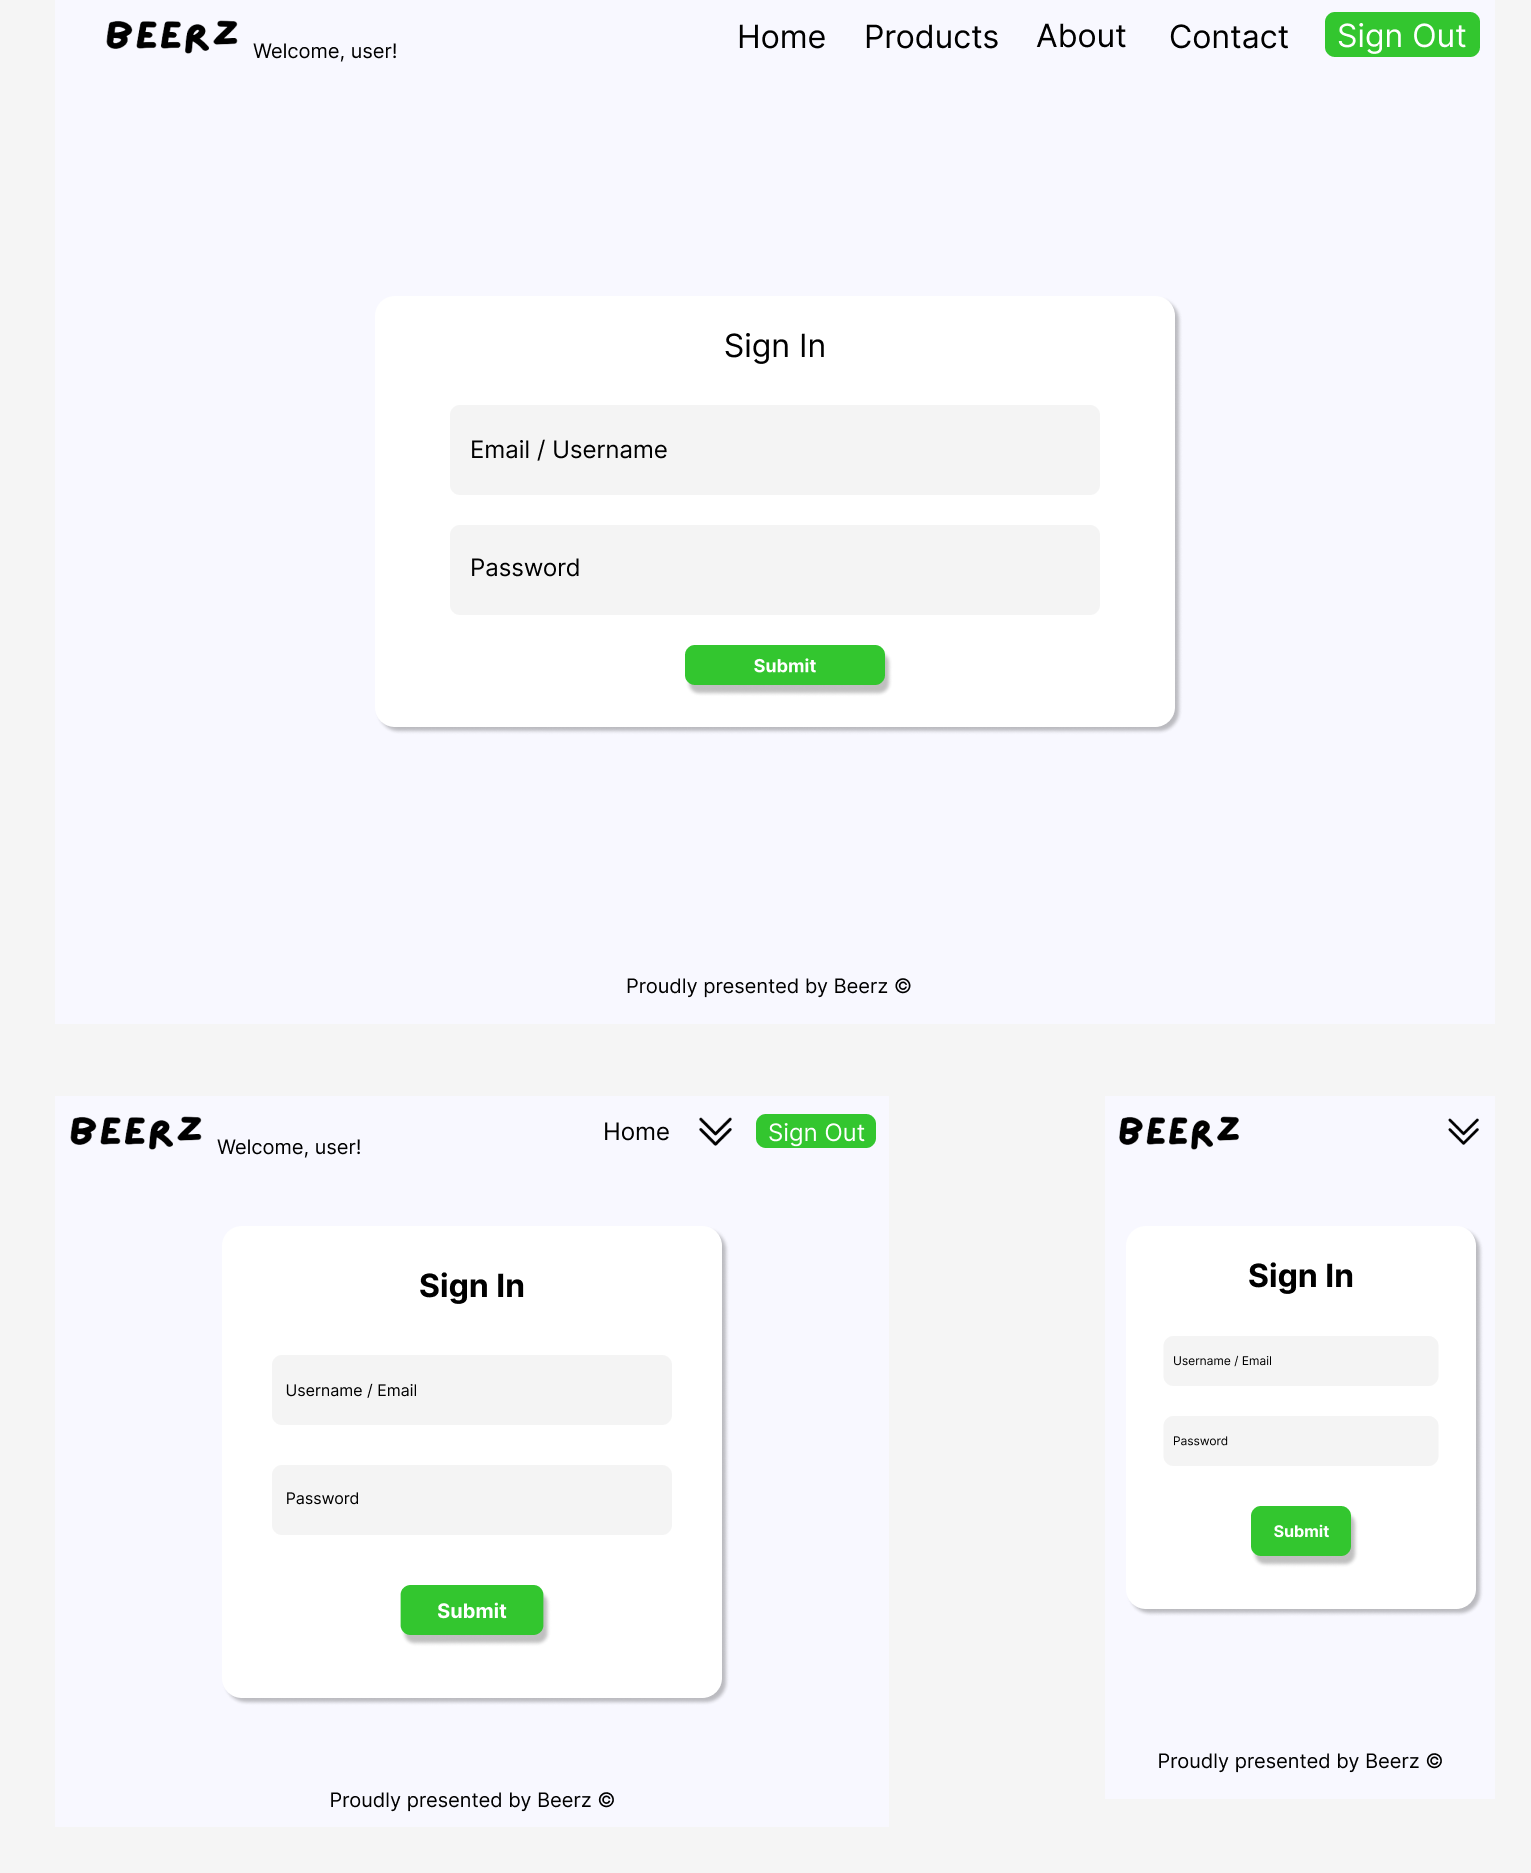 BEERZ Welcome, user! Home Products About Contact Sign Out
Sign In
Email / Username
Password
Submit
Proudly presented by Beerz ©
BEERZ Welcome, user! Home Sign Out
Sign In
Username / Email
Password
Submit
Proudly presented by Beerz ©
BEERZ
Sign In
Username / Email
Password
Submit
Proudly presented by Beerz ©